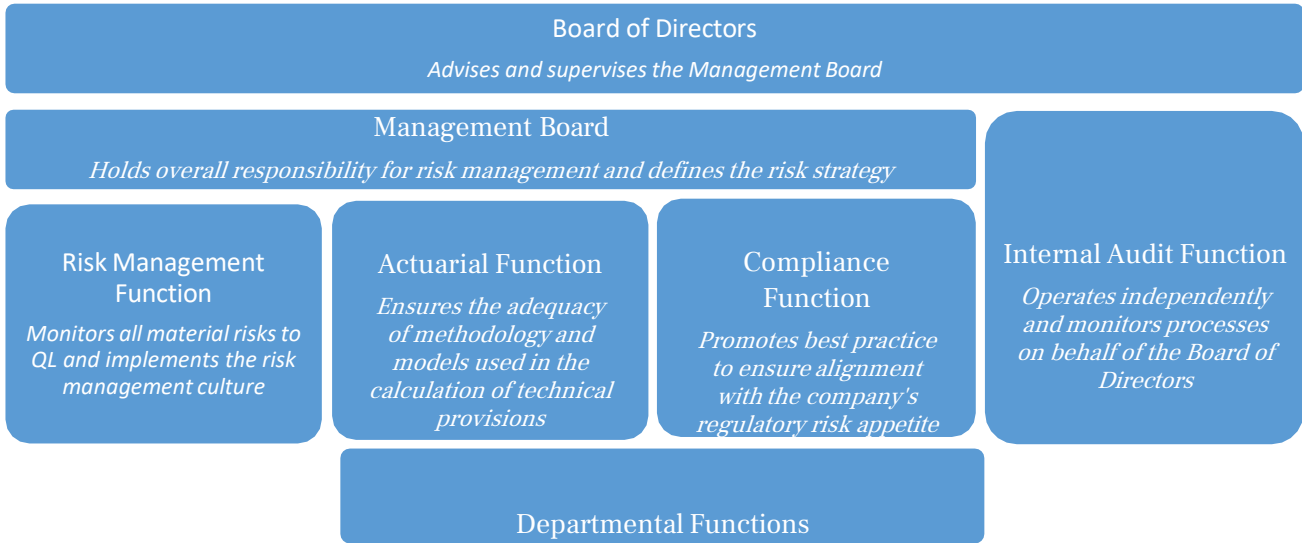 Board of Directors
Advises and supervises the Management Board
Management Board
Holds overall responsibility for risk management and defines the risk strategy
Risk Management
Function
Monitors all material risks to
QL and implements the risk
management culture
Actuarial Function
Ensures the adequacy
of methodology and
models used in the
calculation of technical
provisions
Compliance
Function
Promotes best practice
to ensure alignment
with the company's
regulatory risk appetite
Internal Audit Function
Operates independently
and monitors processes
on behalf of the Board of
Directors
Departmental Functions